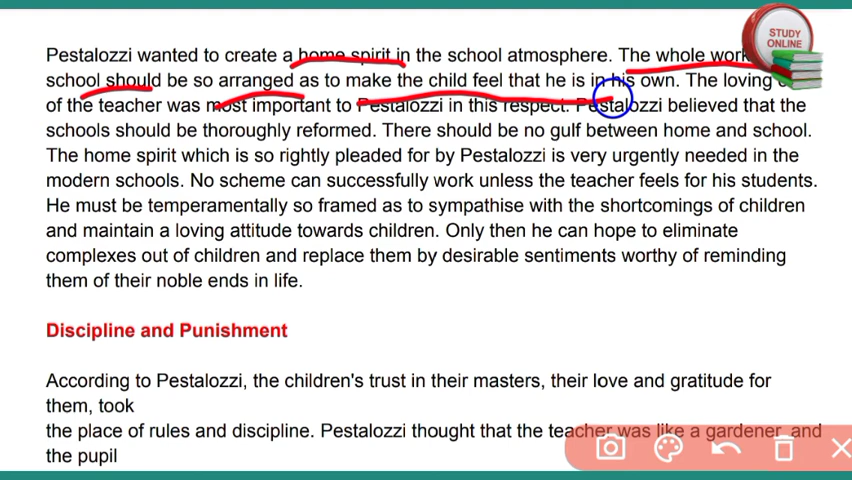 STUDY
ONLINE
Pestalozzi wanted to create a home spirit in the school atmosphere. The whole work
school should be so arranged as to make the child feel that he is in his own. The loving
of the teacher was most important to Pestalozzi in this respect. Pestalozzi believed that the
schools should be thoroughly reformed. There should be no gulf between home and school.
The home spirit which is so rightly pleaded for by Pestalozzi is very urgently needed in the
modern schools. No scheme can successfully work unless the teacher feels for his students.
He must be temperamentally so framed as to sympathise with the shortcomings of children
and maintain a loving attitude towards children. Only then he can hope to eliminate
complexes out of children and replace them by desirable sentiments worthy of reminding
them of their noble ends in life.
Discipline and Punishment
According to Pestalozzi, the children's trust in their masters, their love and gratitude for
them, took
the place of rules and discipline. Pestalozzi thought that the teacher was like a gardener and
the pupil